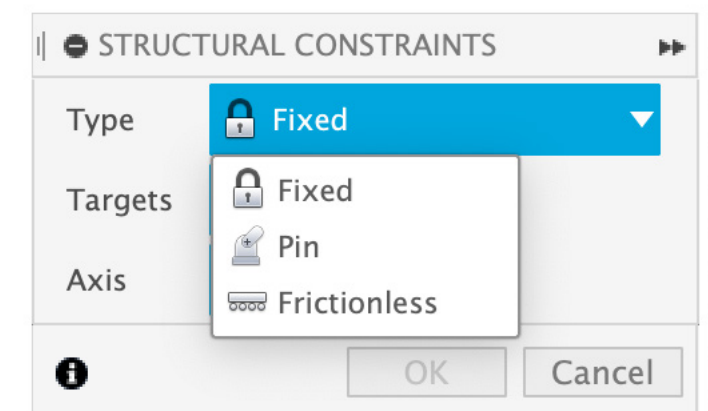 STRUCTURAL CONSTRAINTS
Type
Fixed
Targets
Fixed
Pin
Axis
Frictionless
OK
Cancel